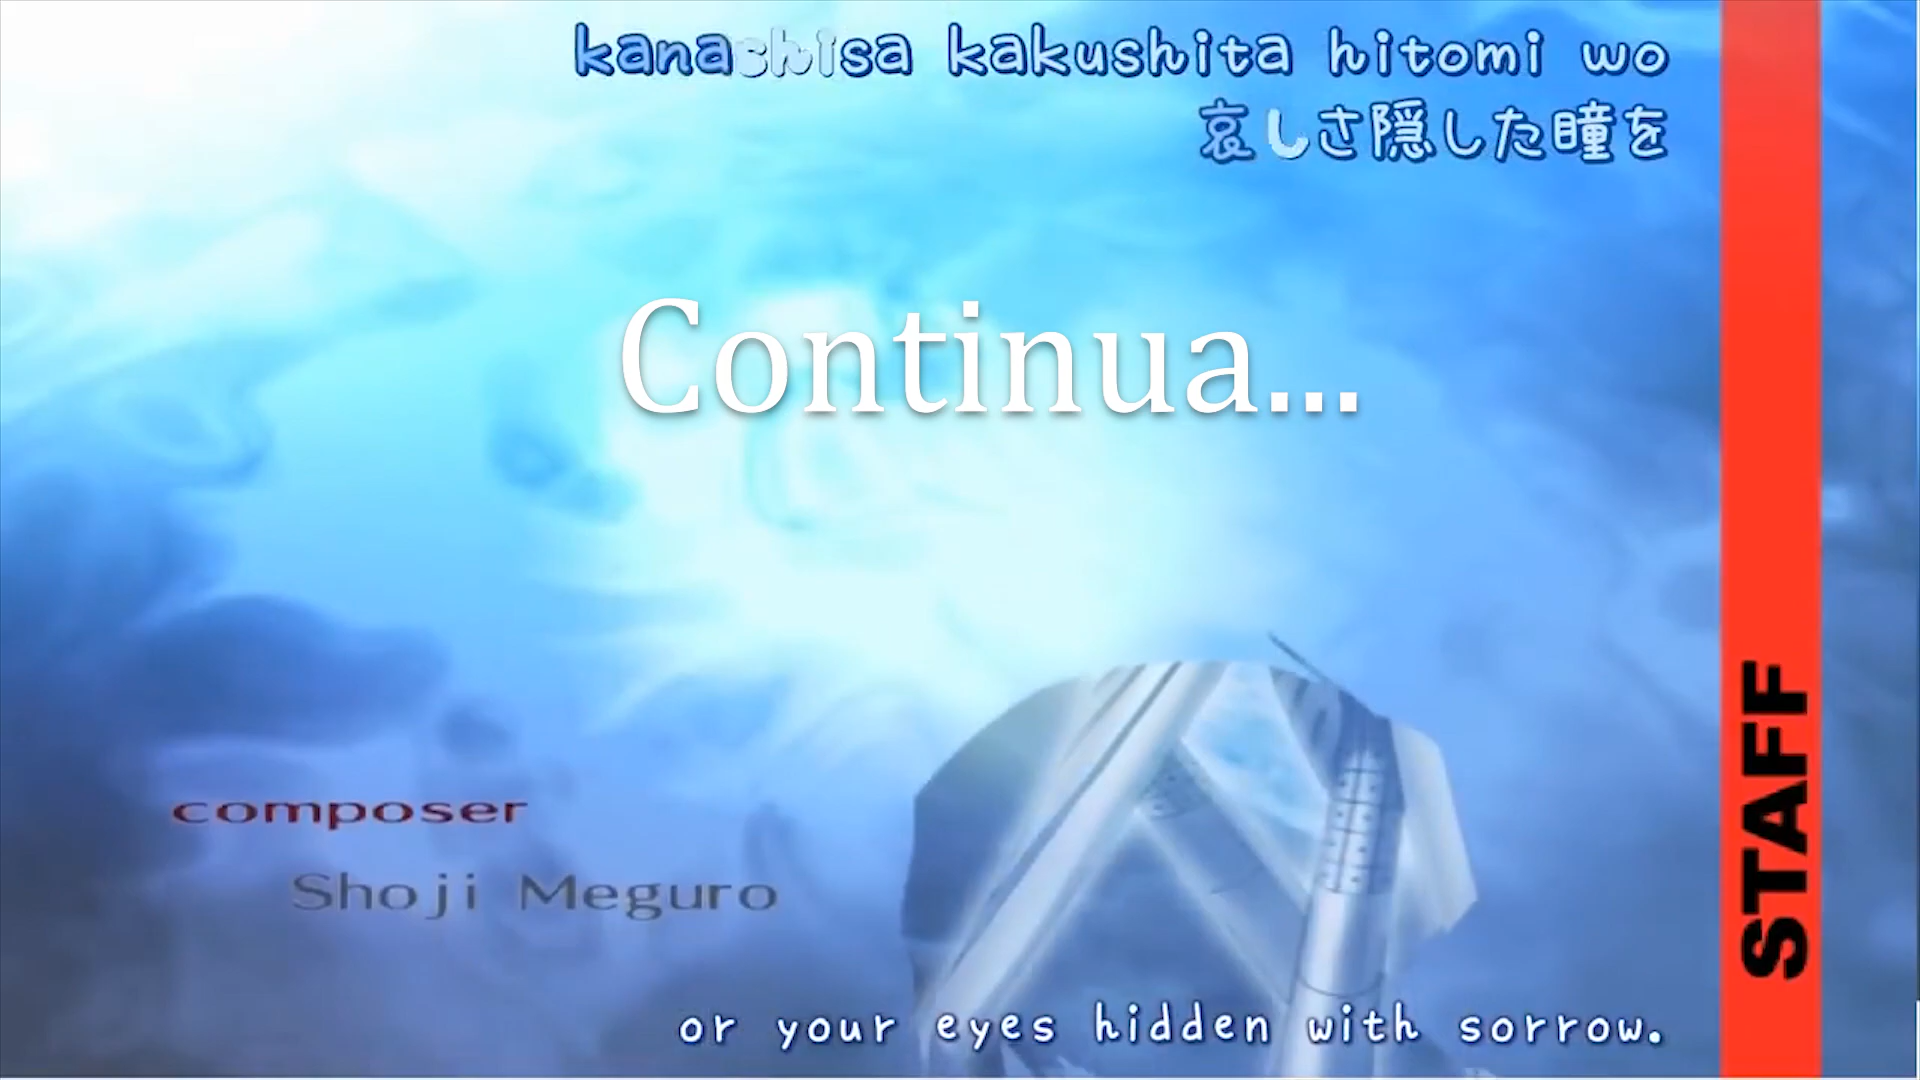 kanashisa kakushita hitomi wo
哀しさ隠した瞳を
Continua...
composer
Shoji Meguro
STAFF
or your eyes hidden with sorrow.